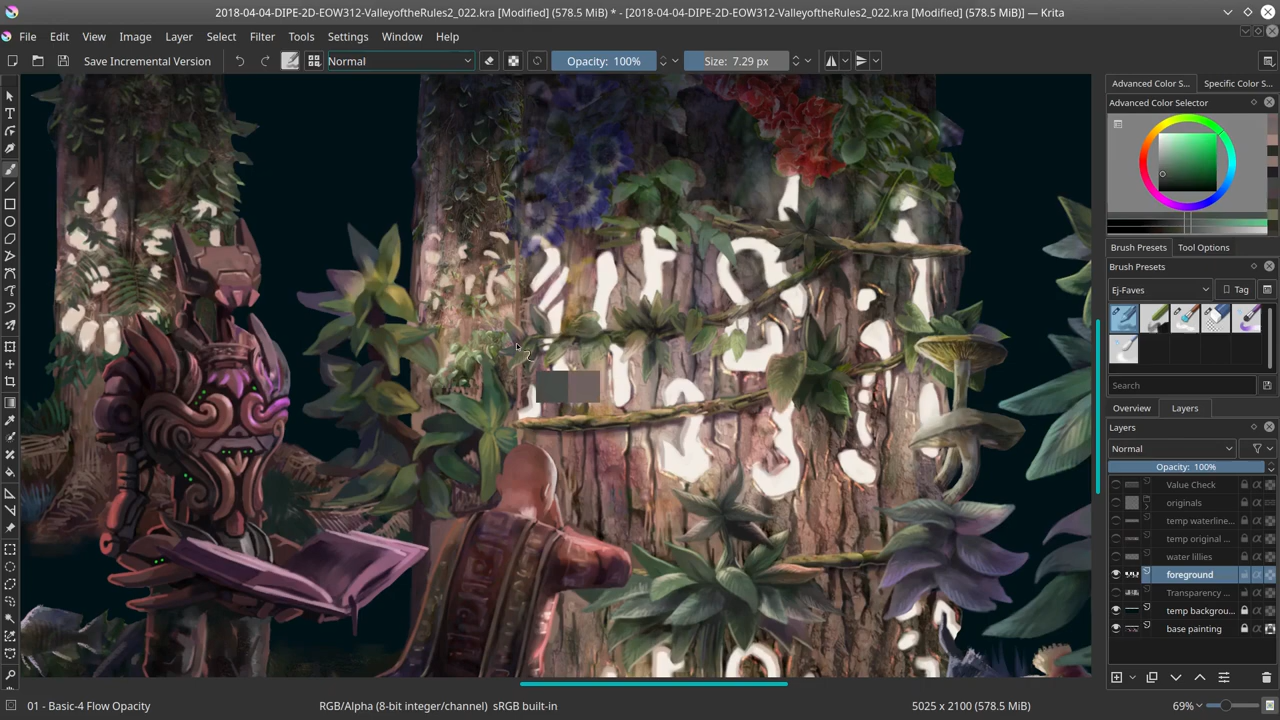 2018-04-04-DIPE-2D-EOW312-ValleyoftheRules2_022.kra [Modified] (578.5 MiB) * - [2018-04-04-DIPE-2D-EOW312-ValleyoftheRules2_022.kra [Modified] (578.5 MiB)] — Krita
File Edit View Image Layer Select Filter Tools Settings Window Help
Save Incremental Version Normal Opacity: 100% Size: 7.29 px
Advanced Color S... Specific Color S...
Advanced Color Selector
Brush Presets Tool Options
Brush Presets
Ej-Faves Tag
Search
Overview Layers
Layers
Normal
Opacity: 100%
Value Check
originals
temp waterline...
temp original ...
water lillies
foreground
Transparency ...
temp backgrou...
base painting
01 - Basic-4 Flow Opacity RGB/Alpha (8-bit integer/channel) sRGB built-in 5025 x 2100 (578.5 MiB) 69%